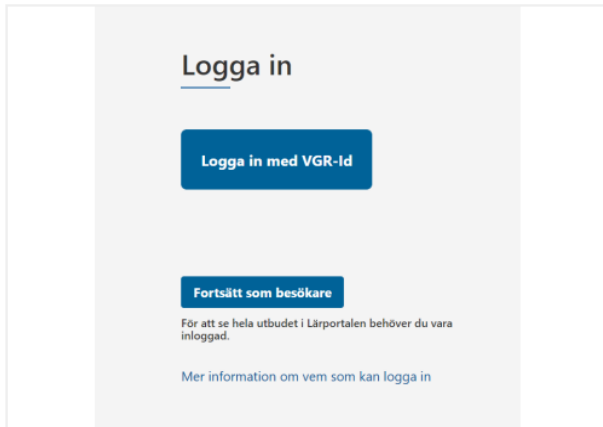 Logga in
Logga in med VGR-Id
Fortsätt som besökare
För att se hela utbudet i Lärportalen behöver du vara
inloggad.
Mer information om vem som kan logga in